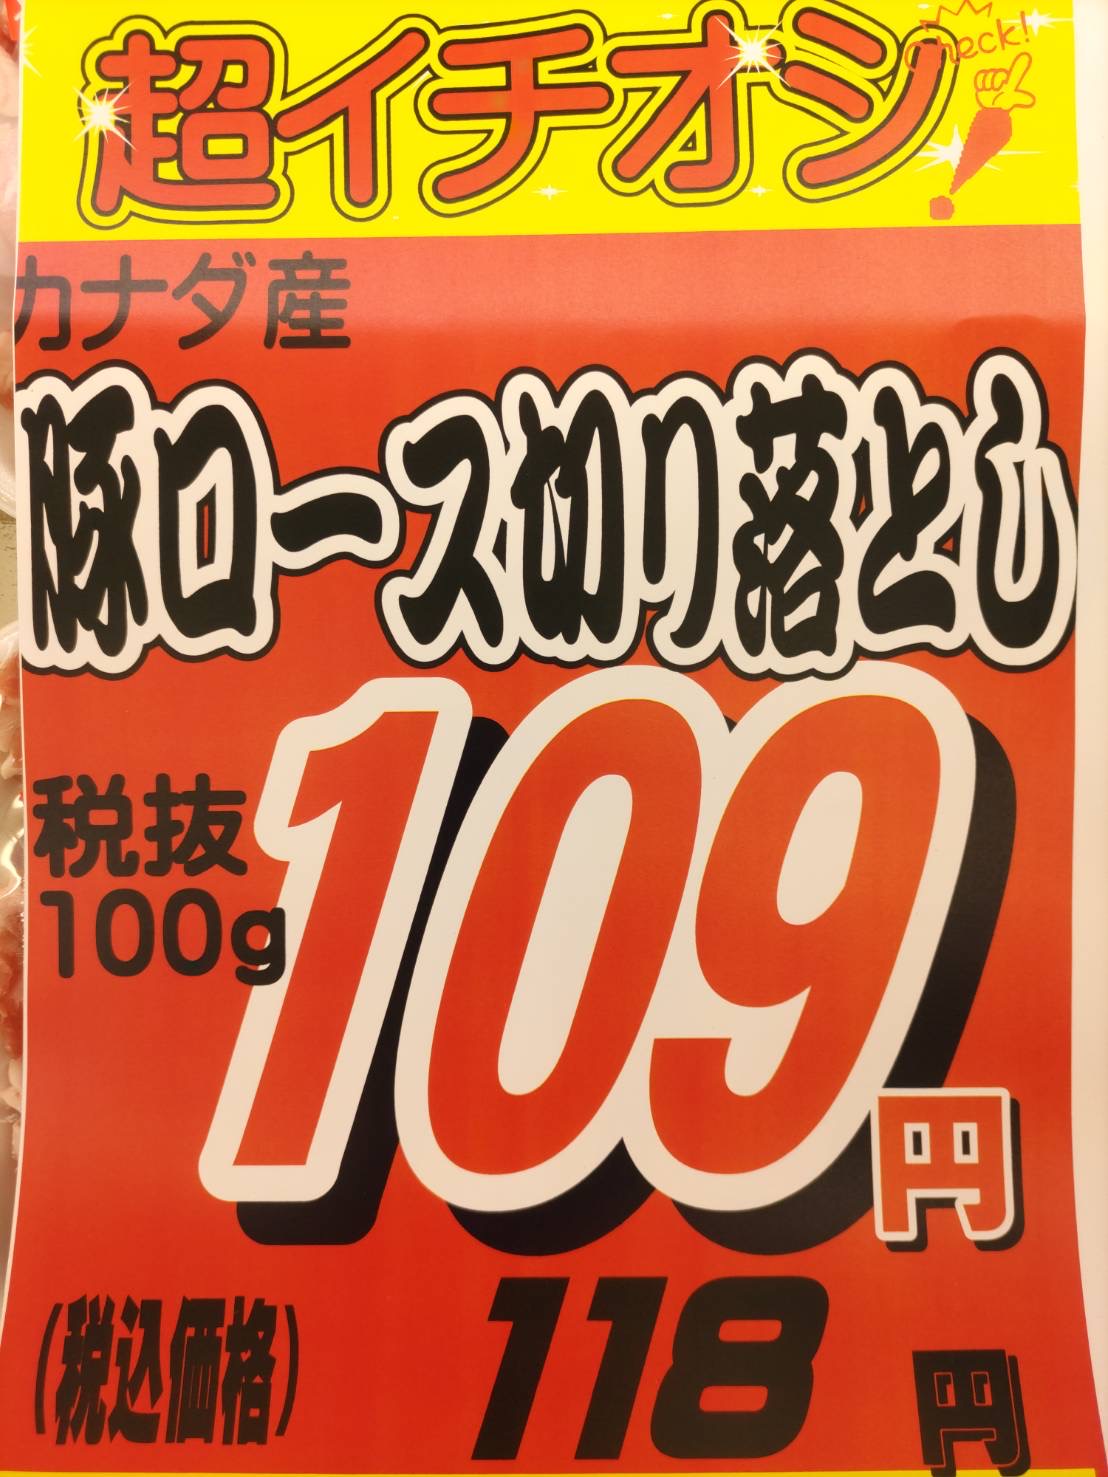 超イチオシ!
Check!
カナダ産
豚ロース切り落とし
税抜
100g
109円
(税込価格)
118円